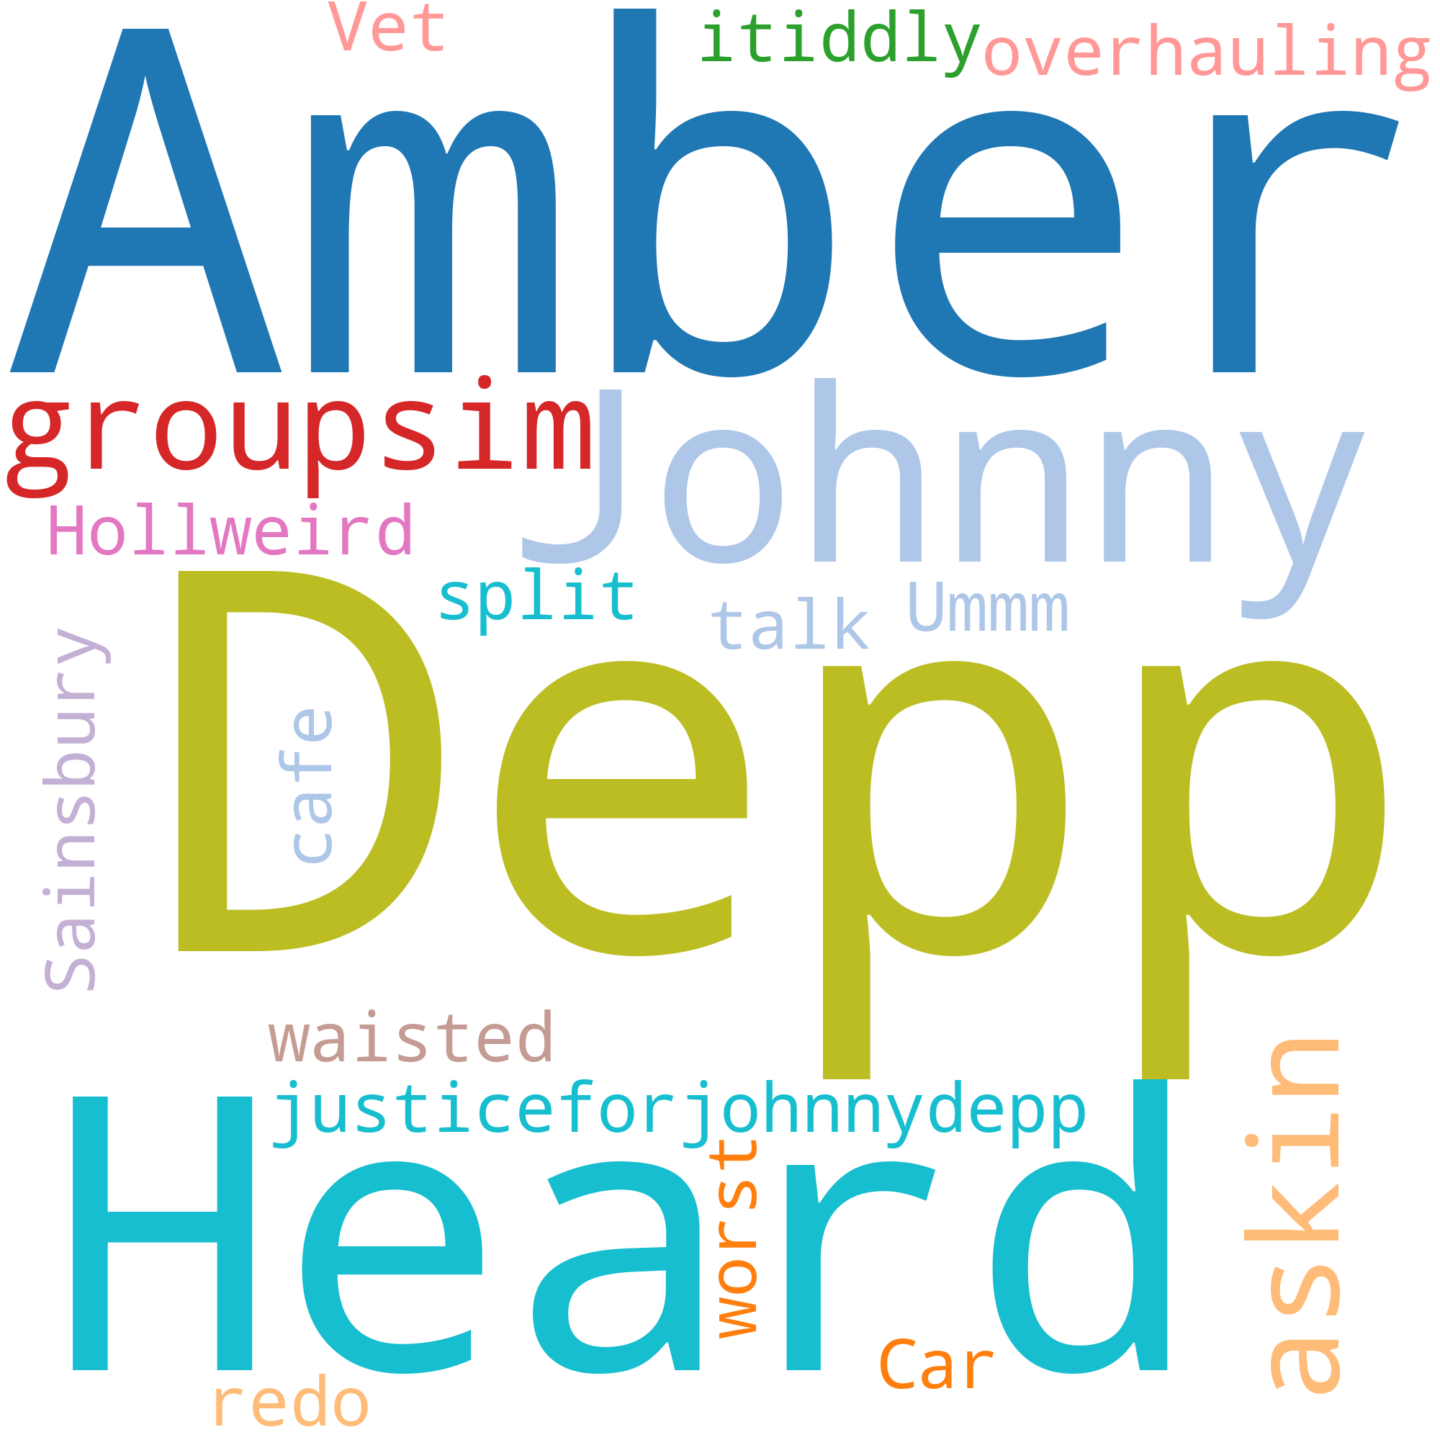 Vet
itiddly
overhauling
Amber
groupsim
Johnny
Hollweird
split
talk
Ummm
Sainsbury
cafe
Depp
waisted
justiceforjohnnydepp
Heard
worst
askin
Car
redo